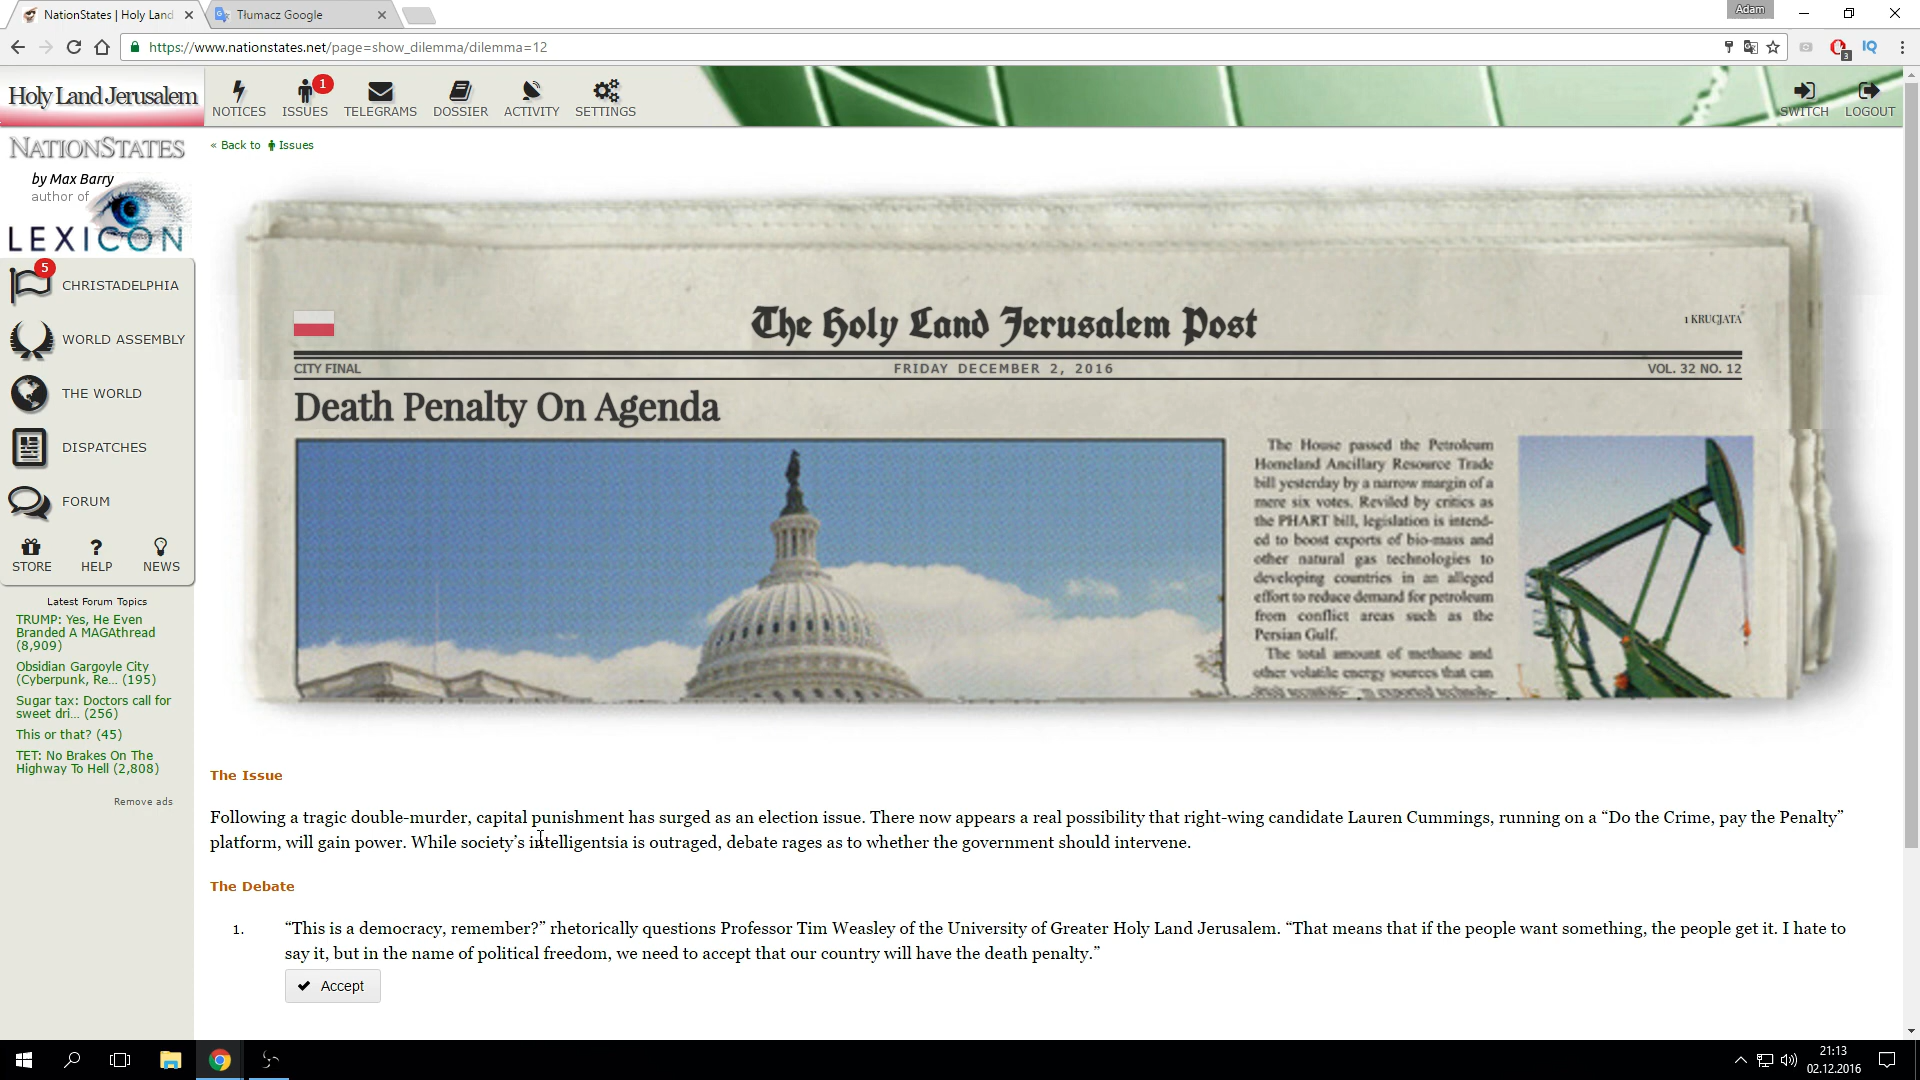 NationStates | Holy Land
Tłumacz Google
Adam
https://www.nationstates.net/page=show_dilemma/dilemma=12
3
IQ
Holy Land Jerusalem
NOTICES
ISSUES
1
TELEGRAMS
DOSSIER
ACTIVITY
SETTINGS
SWITCH
LOGOUT
NATIONSTATES
by Max Barry
author of
LEXICON
5
CHRISTADELPHIA
WORLD ASSEMBLY
THE WORLD
DISPATCHES
FORUM
STORE
HELP
NEWS
Latest Forum Topics
TRUMP: Yes, He Even
Branded A MAGAthread
(8,909)
Obsidian Gargoyle City
(Cyberpunk, Re... (195)
Sugar tax: Doctors call for
sweet dri... (256)
This or that? (45)
TET: No Brakes On The
Highway To Hell (2,808)
Remove ads
« Back to Issues
The Holy Land Jerusalem Post
1 KRUCJATA
CITY FINAL
FRIDAY DECEMBER 2, 2016
VOL. 32 NO. 12
Death Penalty On Agenda
The House passed the Petroleum
Homeland Ancillary Resource Trade
bill yesterday by a narrow margin of a
mere six votes. Reviled by critics as
the PHART bill, legislation is intend-
ed to boost exports of bio-mass and
other natural gas technologies to
developing countries in an alleged
effort to reduce demand for petroleum
from conflict areas such as the
Persian Gulf.
The total amount of methane and
other volatile energy sources that can
The Issue
Following a tragic double-murder, capital punishment has surged as an election issue. There now appears a real possibility that right-wing candidate Lauren Cummings, running on a “Do the Crime, pay the Penalty”
platform, will gain power. While society’s intelligentsia is outraged, debate rages as to whether the government should intervene.
The Debate
1.
“This is a democracy, remember?” rhetorically questions Professor Tim Weasley of the University of Greater Holy Land Jerusalem. “That means that if the people want something, the people get it. I hate to
say it, but in the name of political freedom, we need to accept that our country will have the death penalty.”
Accept
21:13
02.12.2016